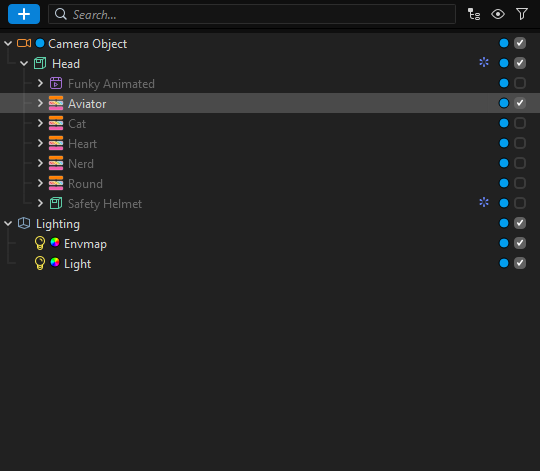 Search...
Camera Object
Head
Funky Animated
Aviator
Cat
Heart
Nerd
Round
Safety Helmet
Lighting
Envmap
Light